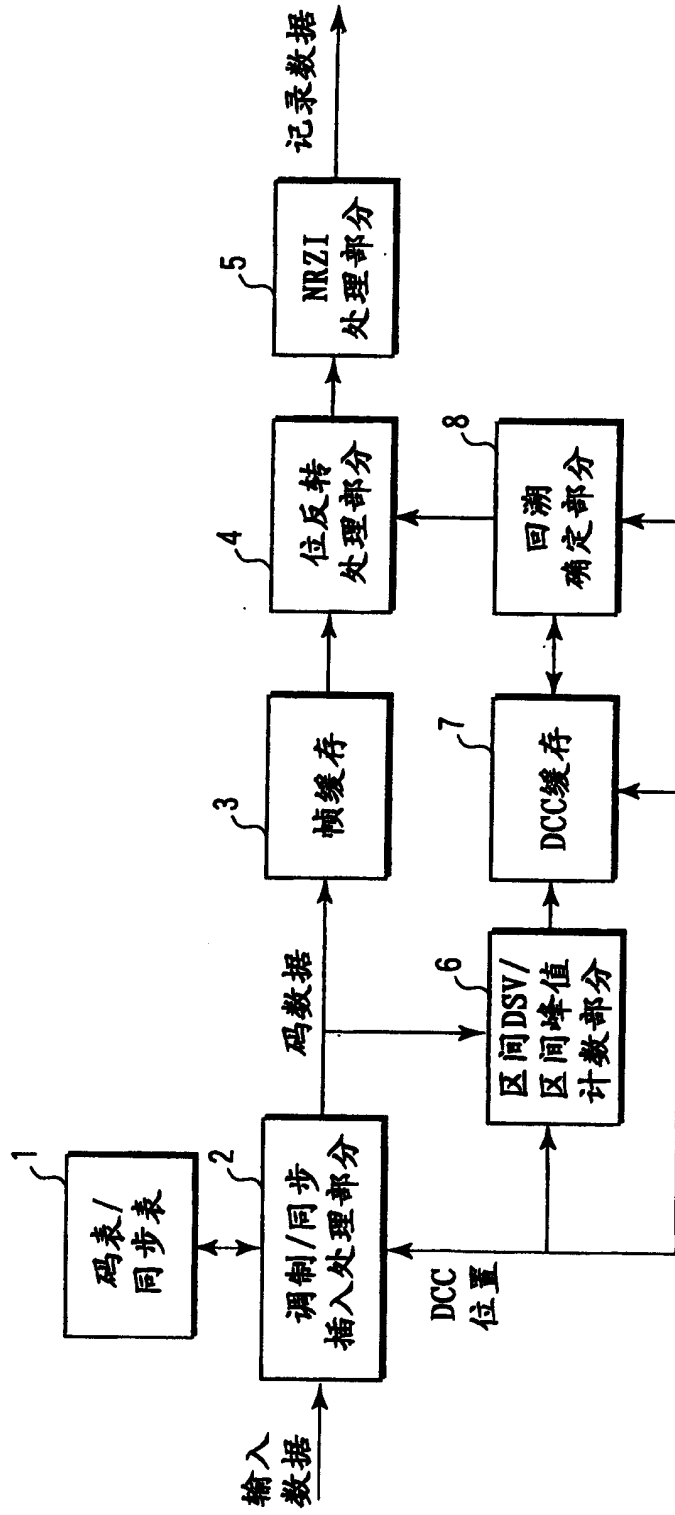 1
码表/
同步表
输入
数据
2
调制/同步
插入处理部分
码数据
3
帧缓存
4
位反转
处理部分
5
NRZI
处理部分
记录数据
DCC
位置
6
区间DSV/
区间峰值
计数部分
7
DCC缓存
8
回溯
确定部分